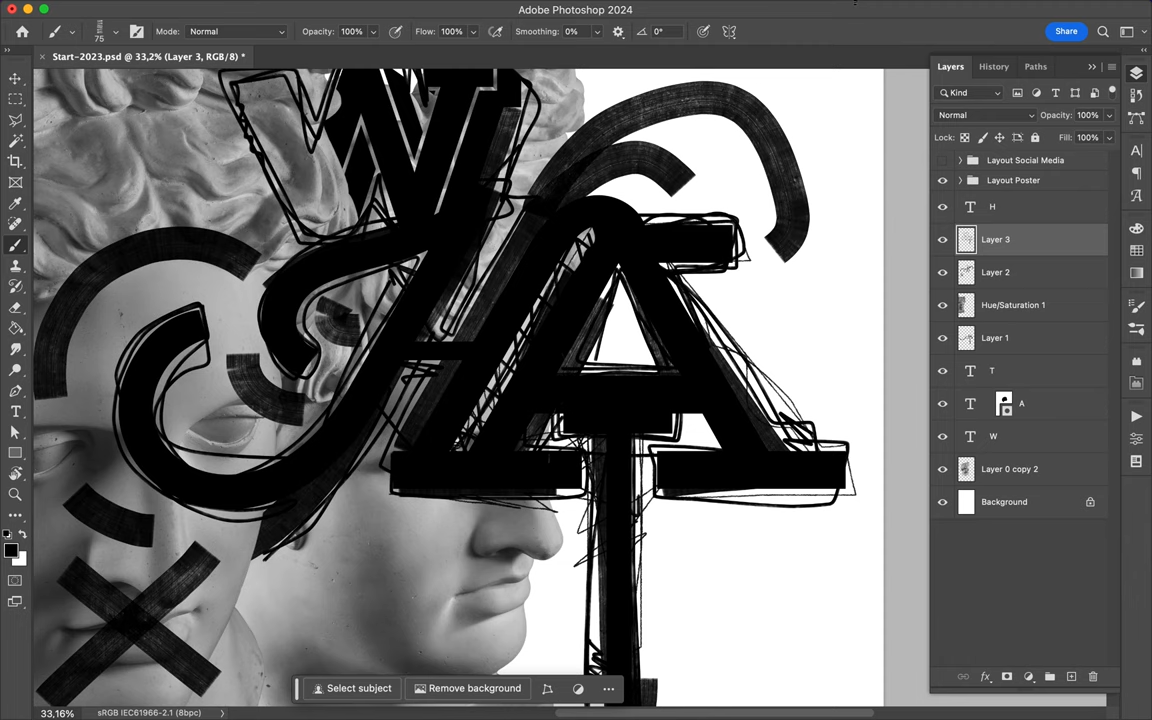 Adobe Photoshop 2024
75
Mode: Normal
Opacity: 100%
Flow: 100%
Smoothing: 0%
0°
Share
Start-2023.psd @ 33,2% (Layer 3, RGB/8) *
Layers History Paths
Kind
Normal
Opacity: 100%
Lock:
Fill: 100%
Layout Social Media
Layout Poster
H
Layer 3
Layer 2
Hue/Saturation 1
Layer 1
T
A
W
Layer 0 copy 2
Background
W
H
A
T
Select subject
Remove background
33,16%
sRGB IEC61966-2.1 (8bpc)